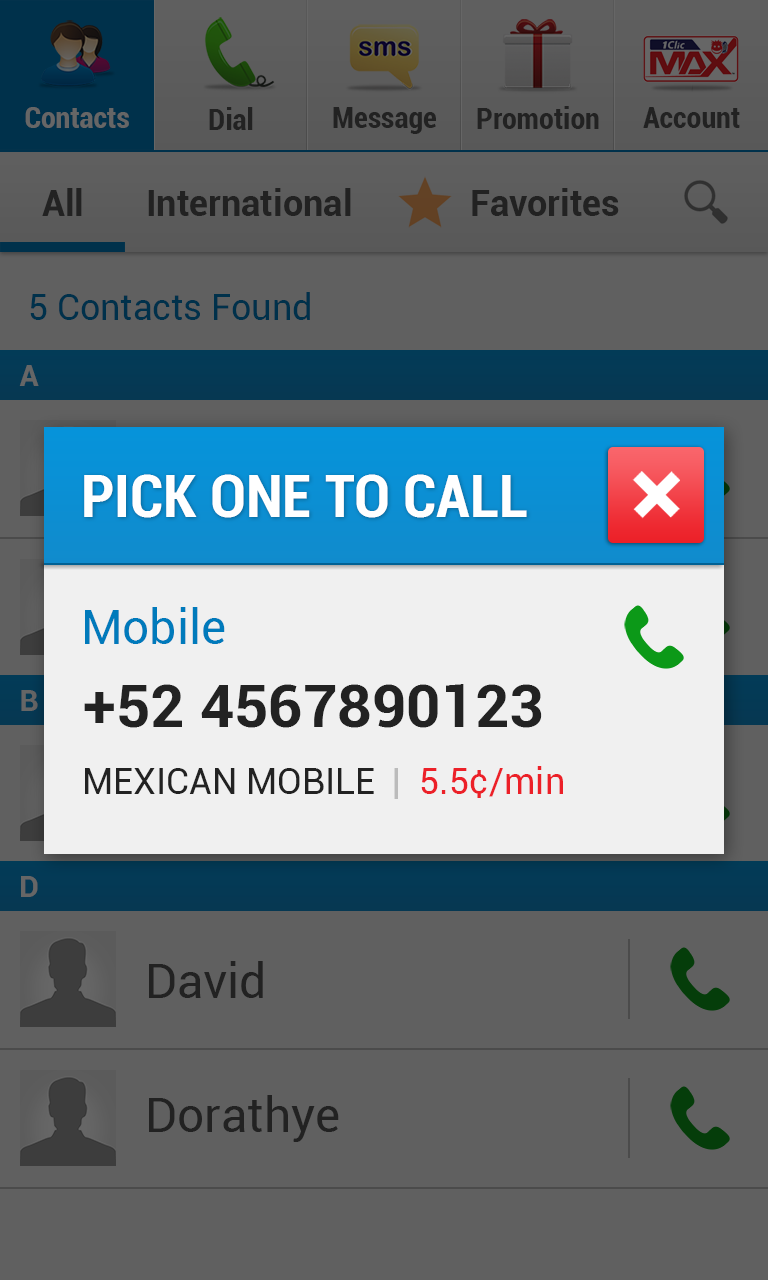 sms
1Clic
MAX
Contacts
Dial
Message
Promotion
Account
All
International
Favorites
5 Contacts Found
A
PICK ONE TO CALL
Mobile
+52 4567890123
MEXICAN MOBILE | 5.5¢/min
B
D
David
Dorathye